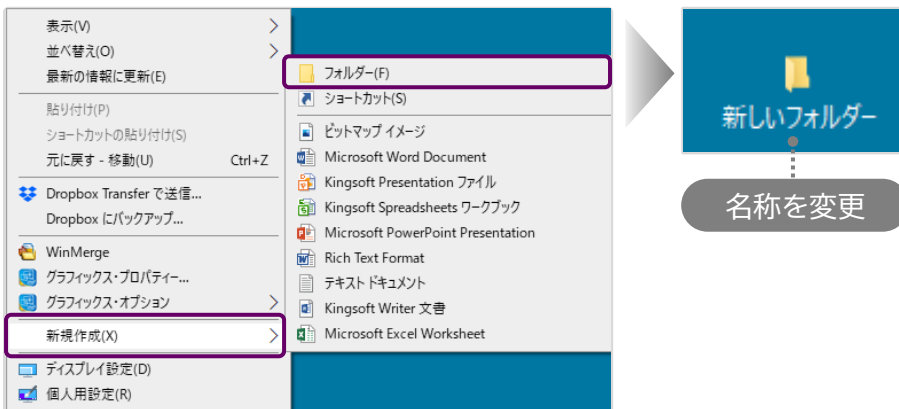 表示(V)
並べ替え(O)
最新の情報に更新(E)
貼り付け(P)
ショートカットの貼り付け(S)
元に戻す - 移動(U) Ctrl+Z
Dropbox Transfer で送信...
Dropbox にバックアップ...
WinMerge
グラフィックス・プロパティー...
グラフィックス・オプション
新規作成(X)
ディスプレイ設定(D)
個人用設定(R)
フォルダー(F)
ショートカット(S)
ビットマップ イメージ
Microsoft Word Document
Kingsoft Presentation ファイル
Kingsoft Spreadsheets ワークブック
Microsoft PowerPoint Presentation
Rich Text Format
テキスト ドキュメント
Kingsoft Writer 文書
Microsoft Excel Worksheet
新しいフォルダー
名称を変更